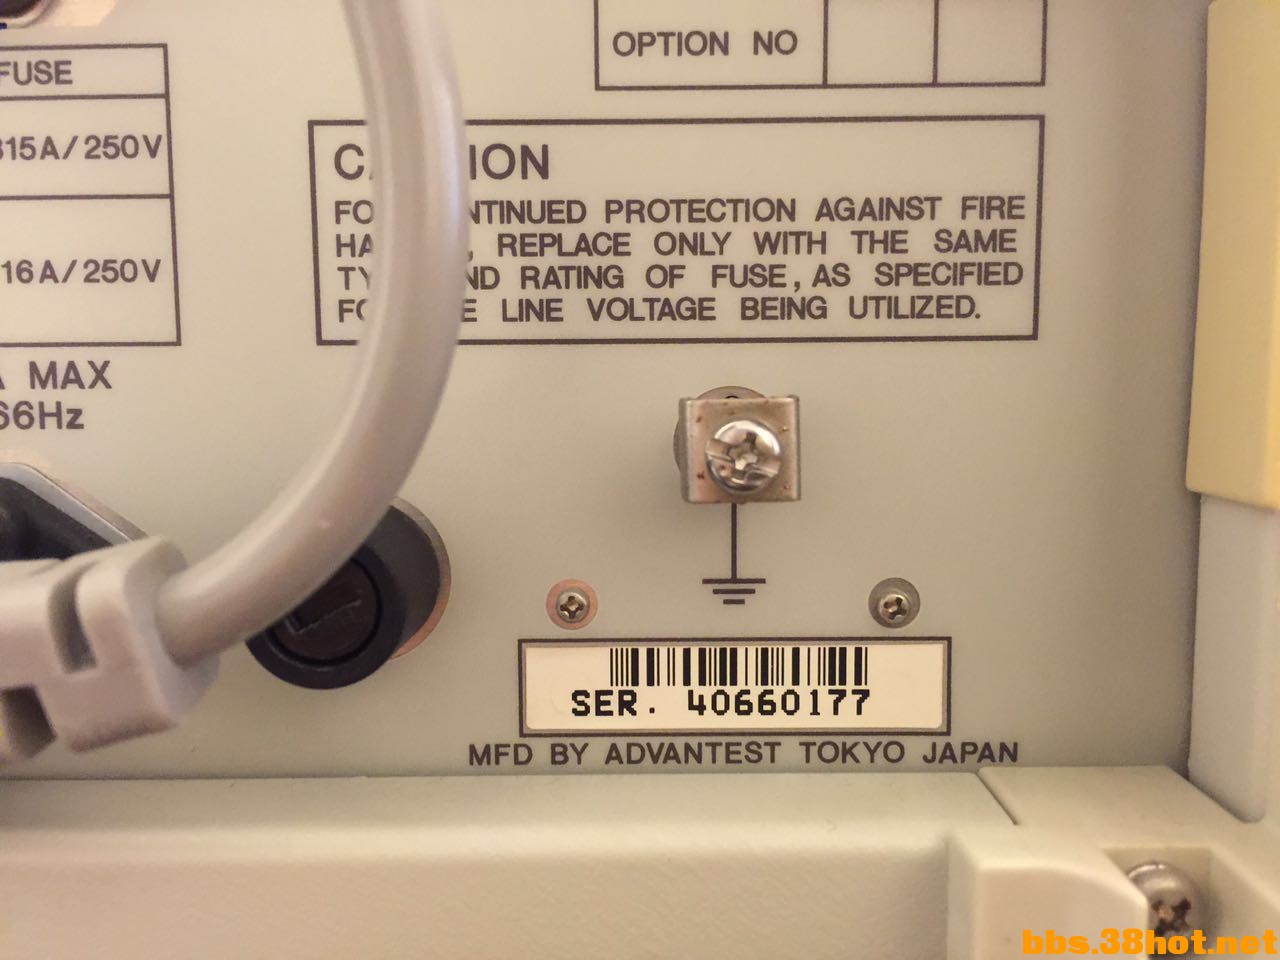 OPTION NO
FUSE
315A/250V
16A/250V
MAX
66Hz
ION
NTINUED PROTECTION AGAINST FIRE
REPLACE ONLY WITH THE SAME
ND RATING OF FUSE, AS SPECIFIED
LINE VOLTAGE BEING UTILIZED.
SER. 40660177
MFD BY ADVANTEST TOKYO JAPAN
bbs.38hot.net